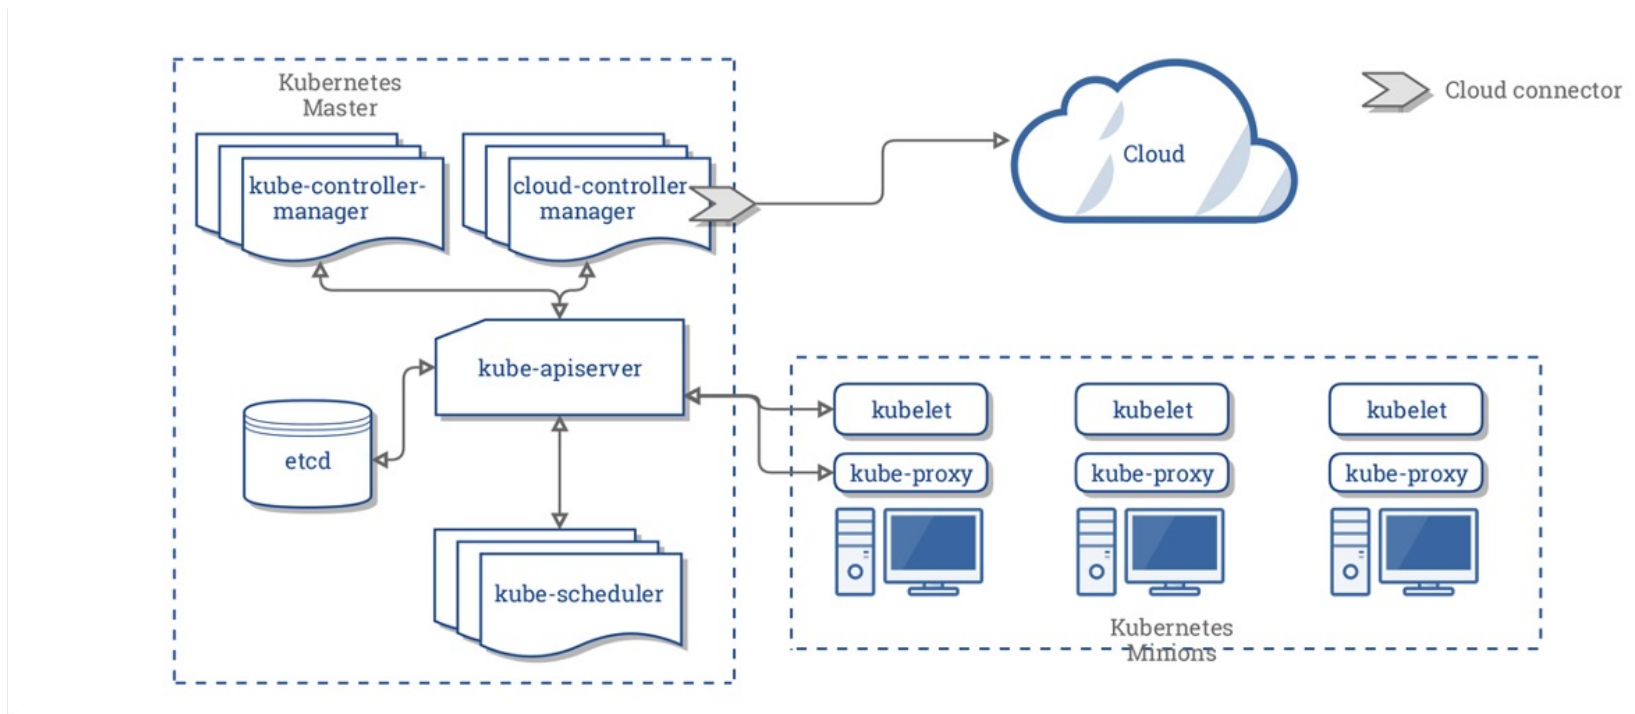 Kubernetes
Master
kube-controller-
manager
cloud-controller
manager
Cloud
Cloud connector
kube-apiserver
etcd
kube-scheduler
kubelet
kubelet
kubelet
kube-proxy
kube-proxy
kube-proxy
Kubernetes
Minions